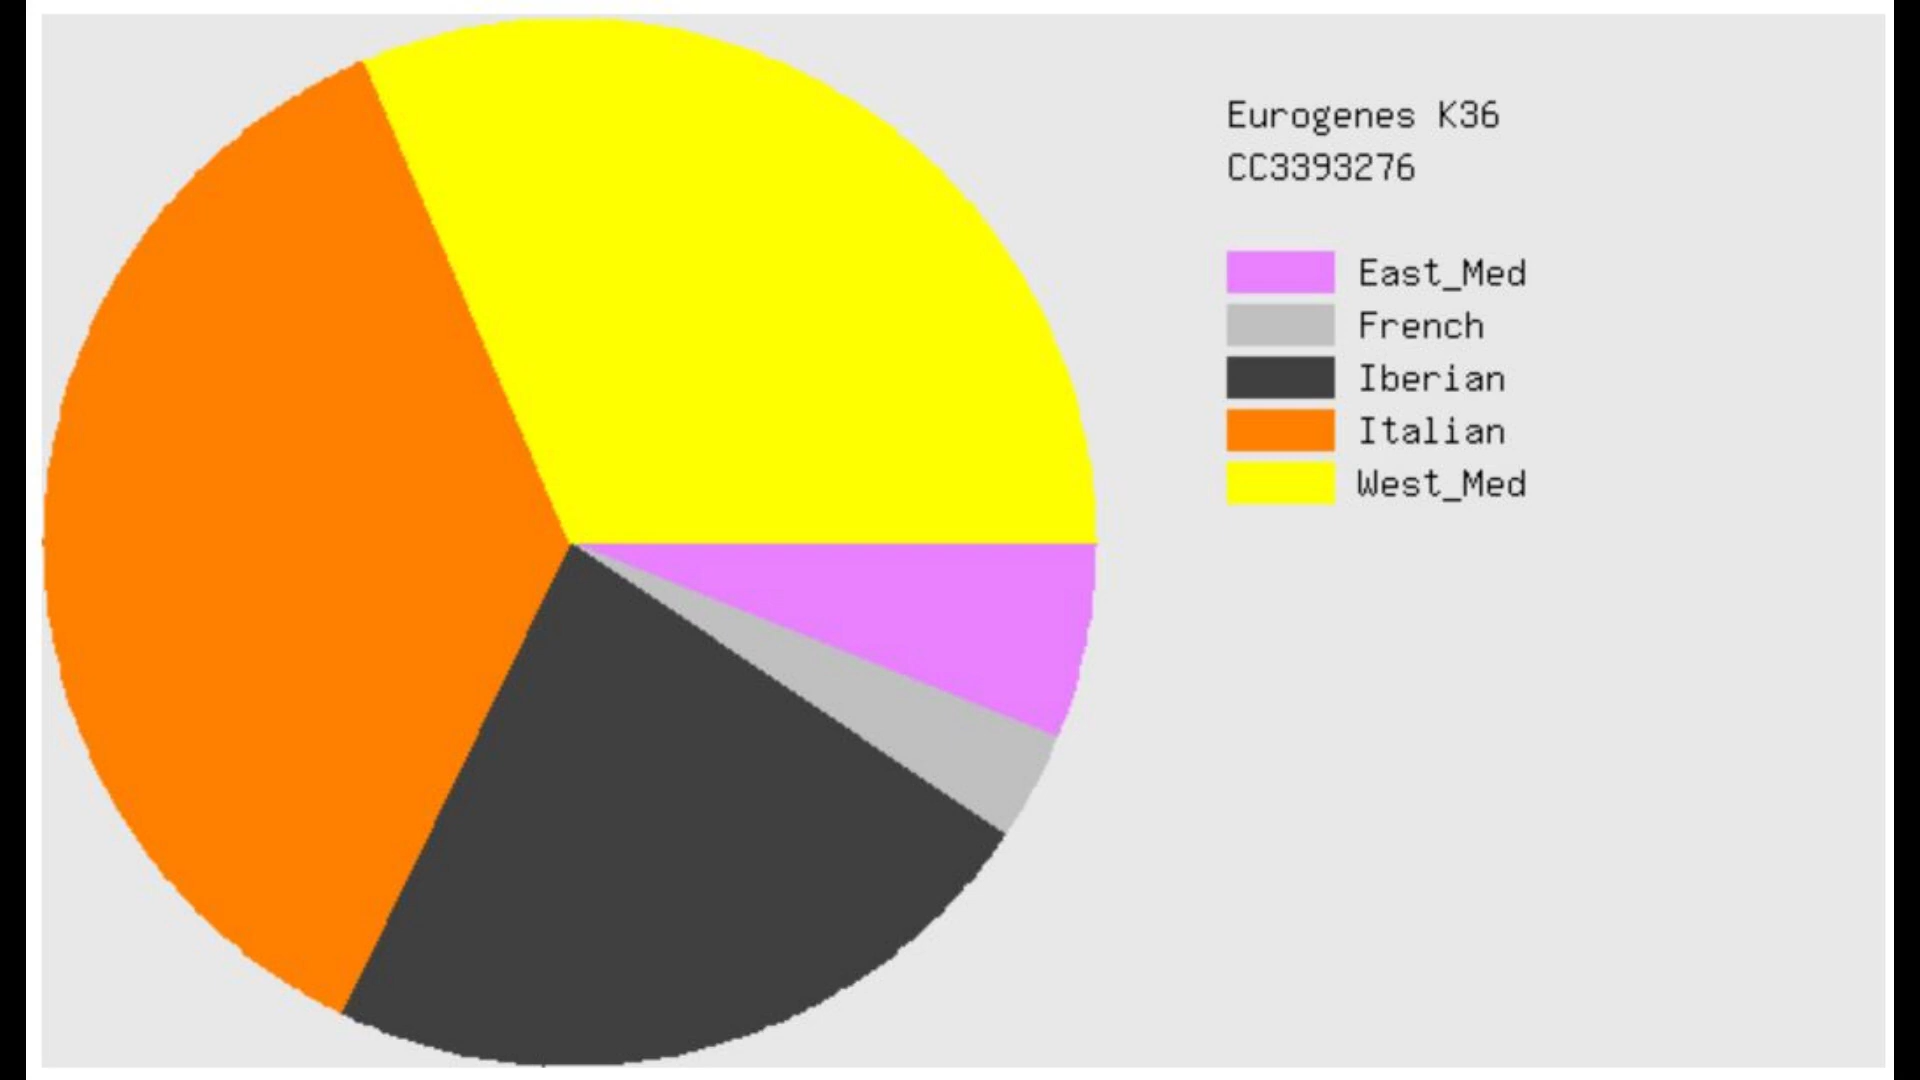 Eurogenes K36
CC3393276
East_Med
French
Iberian
Italian
West_Med